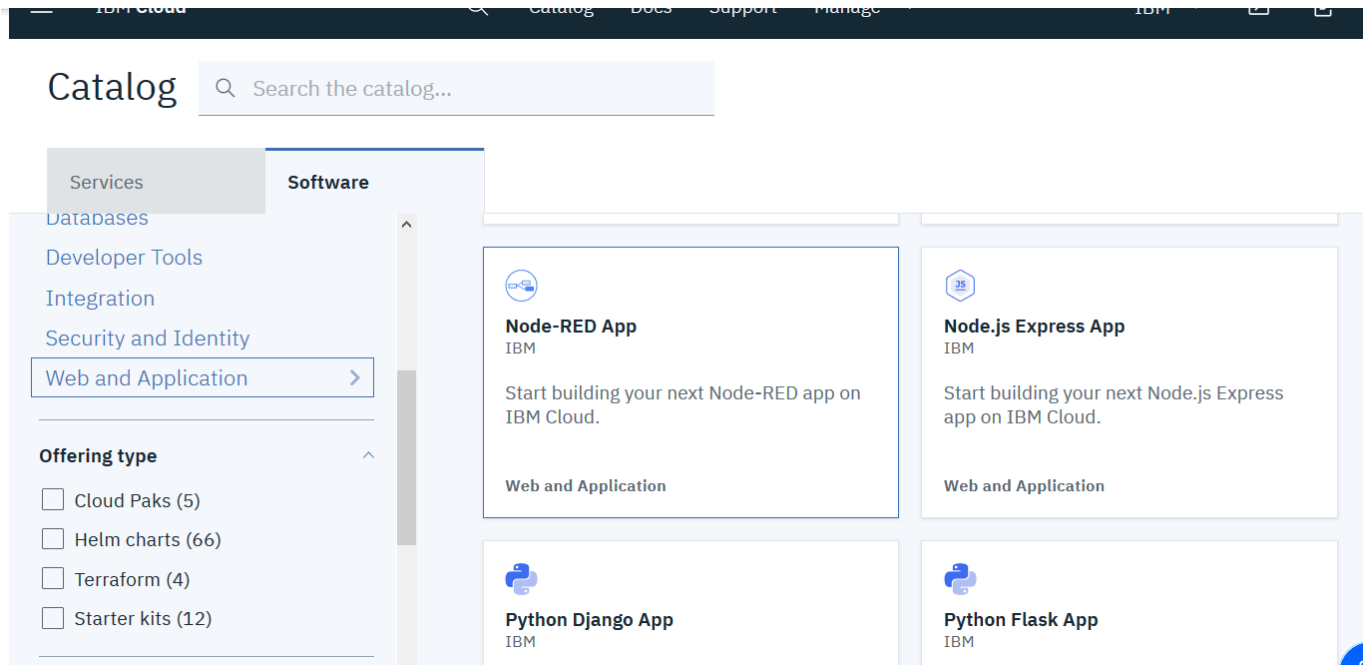 IBM Cloud
Catalog Docs Support Manage
IBM
Catalog
Search the catalog...
Services
Software
Databases
Developer Tools
Integration
Security and Identity
Web and Application
Offering type
Cloud Paks (5)
Helm charts (66)
Terraform (4)
Starter kits (12)
Node-RED App
IBM
Start building your next Node-RED app on
IBM Cloud.
Web and Application
JS
Node.js Express App
IBM
Start building your next Node.js Express
app on IBM Cloud.
Web and Application
Python Django App
IBM
Python Flask App
IBM